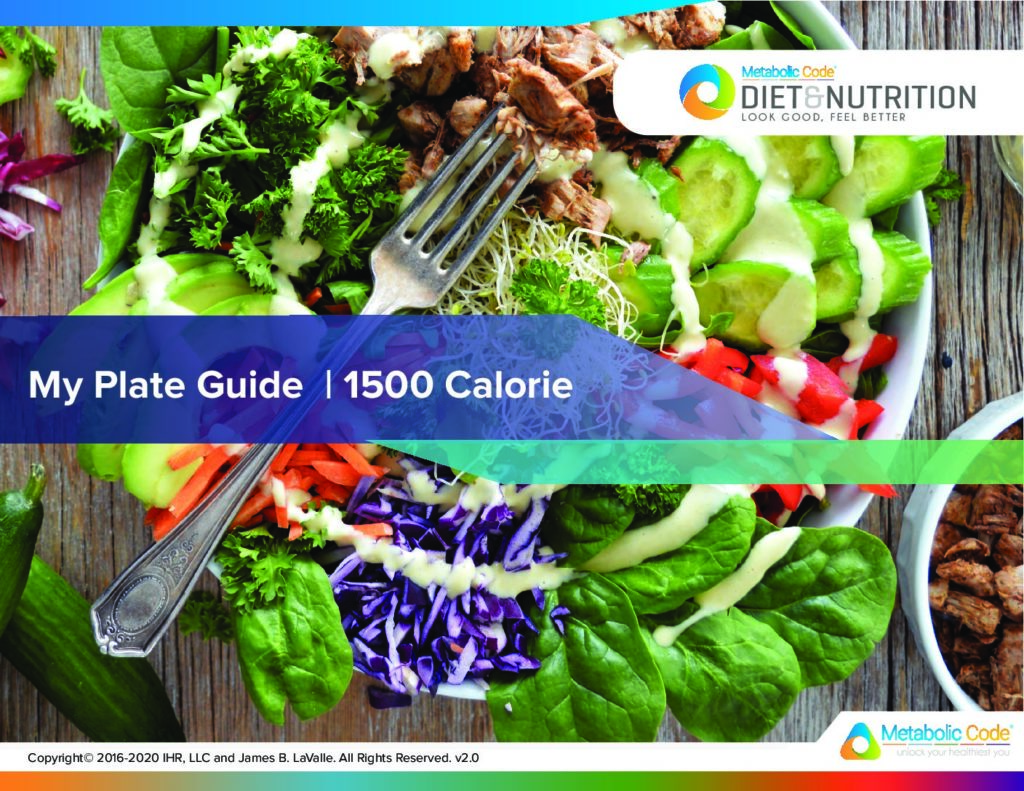 Metabolic Code®
DIET&NUTRITION
LOOK GOOD, FEEL BETTER
My Plate Guide | 1500 Calorie
Metabolic Code®
unlock your healthiest you
Copyright© 2016-2020 IHR, LLC and James B. LaValle. All Rights Reserved. v2.0